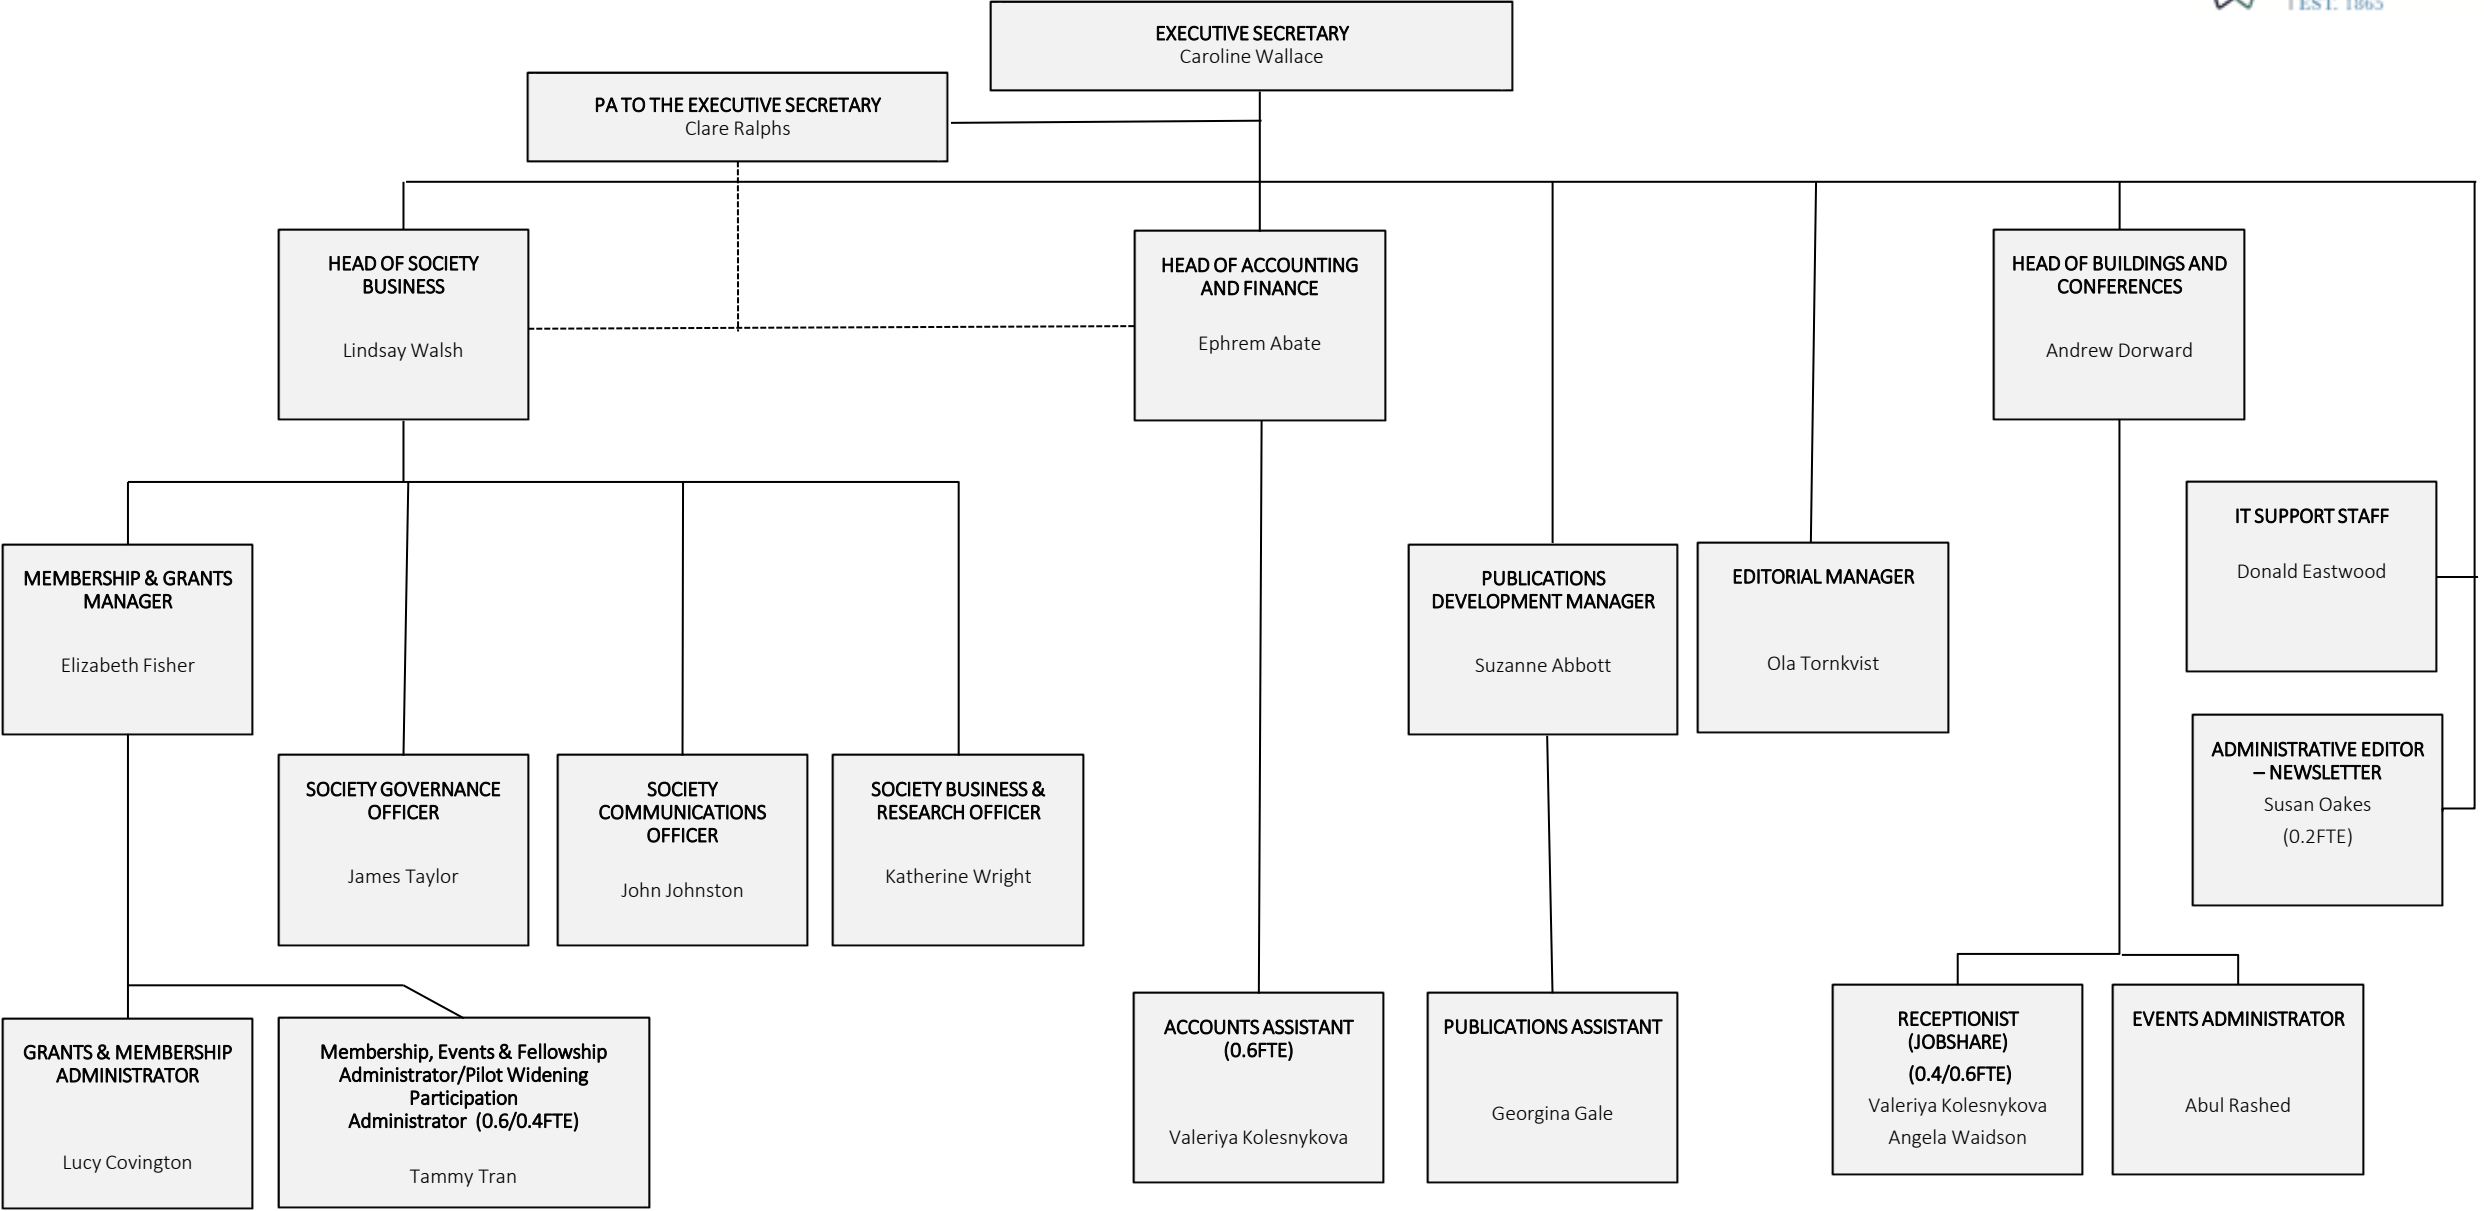 EST. 1865
EXECUTIVE SECRETARY
Caroline Wallace
PA TO THE EXECUTIVE SECRETARY
Clare Ralphs
HEAD OF SOCIETY
BUSINESS
Lindsay Walsh
HEAD OF ACCOUNTING
AND FINANCE
Ephrem Abate
HEAD OF BUILDINGS AND
CONFERENCES
Andrew Dorward
IT SUPPORT STAFF
Donald Eastwood
MEMBERSHIP & GRANTS
MANAGER
Elizabeth Fisher
PUBLICATIONS
DEVELOPMENT MANAGER
Suzanne Abbott
EDITORIAL MANAGER
Ola Tornkvist
ADMINISTRATIVE EDITOR
– NEWSLETTER
Susan Oakes
(0.2FTE)
SOCIETY GOVERNANCE
OFFICER
James Taylor
SOCIETY
COMMUNICATIONS
OFFICER
John Johnston
SOCIETY BUSINESS &
RESEARCH OFFICER
Katherine Wright
GRANTS & MEMBERSHIP
ADMINISTRATOR
Lucy Covington
Membership, Events & Fellowship
Administrator/Pilot Widening
Participation
Administrator (0.6/0.4FTE)
Tammy Tran
ACCOUNTS ASSISTANT
(0.6FTE)
Valeriya Kolesnykova
PUBLICATIONS ASSISTANT
Georgina Gale
RECEPTIONIST
(JOBSHARE)
(0.4/0.6FTE)
Valeriya Kolesnykova
Angela Waidson
EVENTS ADMINISTRATOR
Abul Rashed